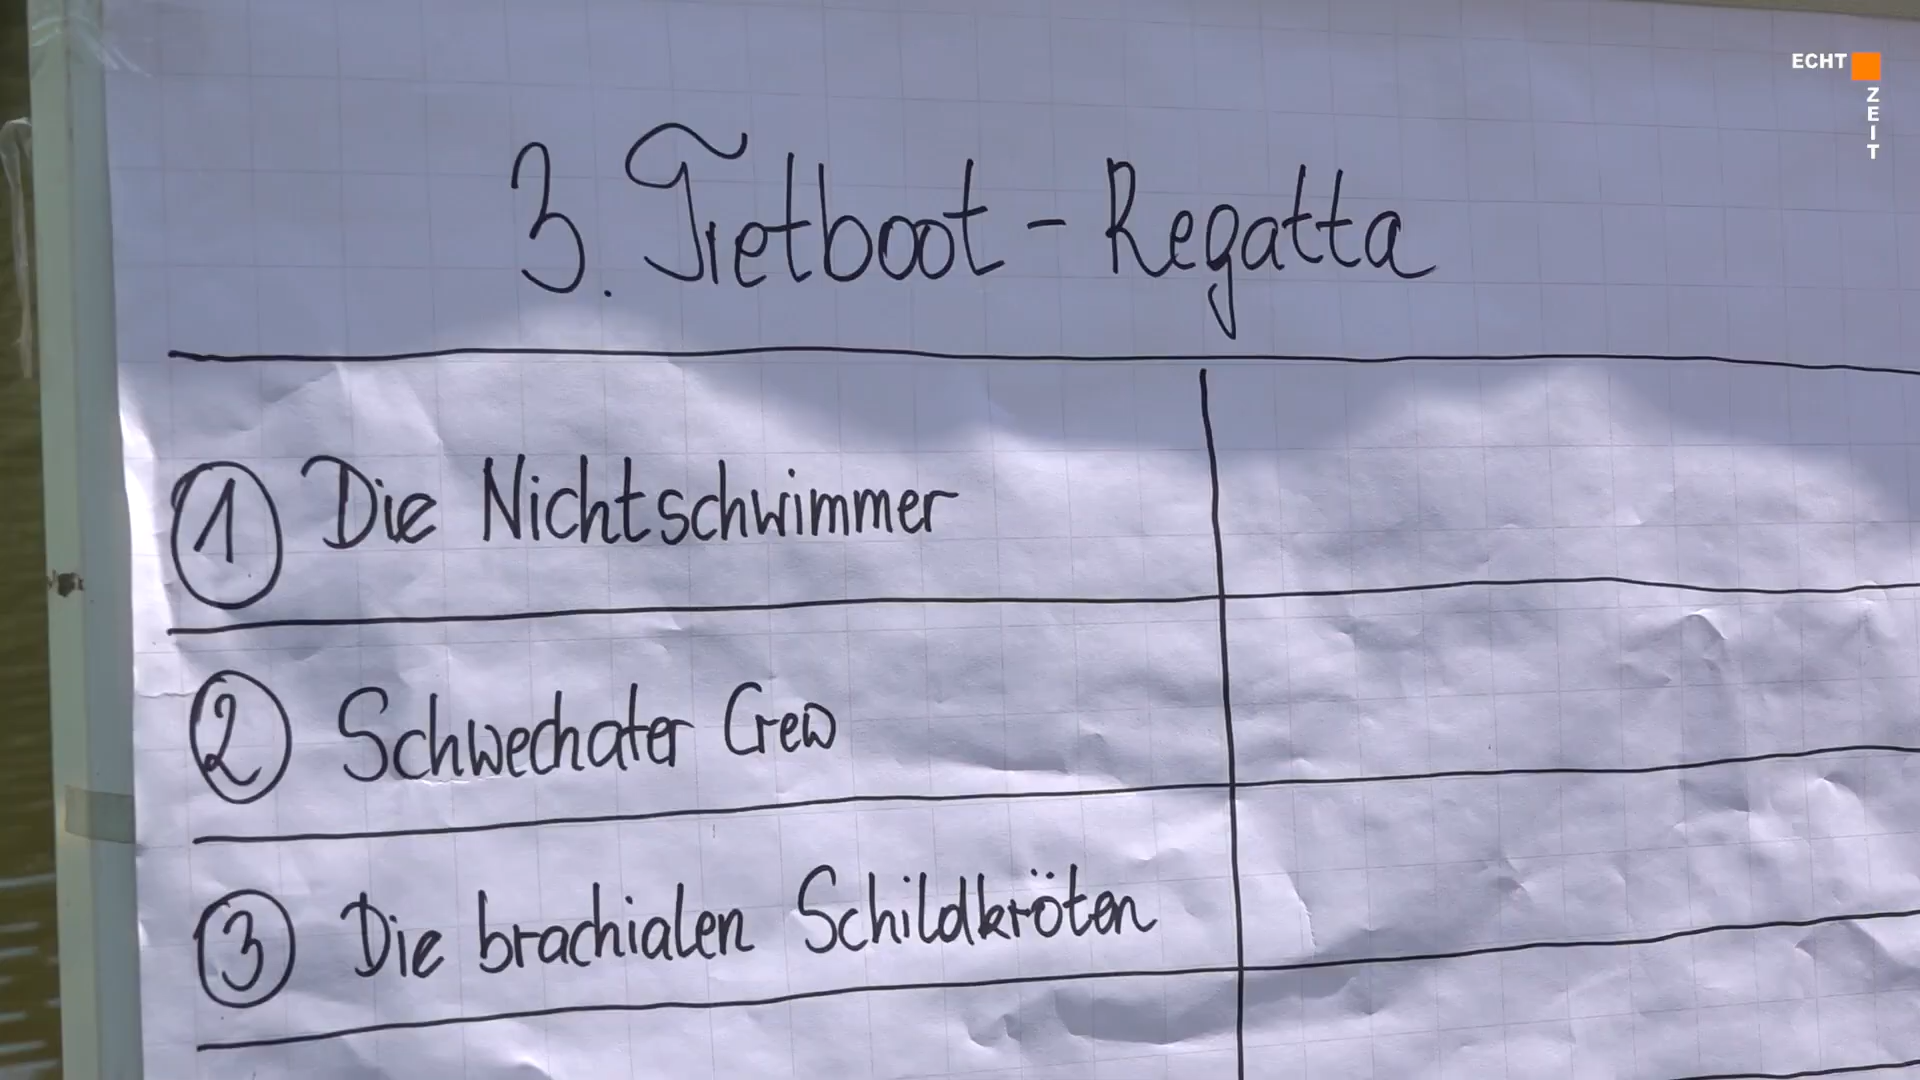 ECHT
ZEIT
3. Tretboot - Regatta
1 Die Nichtschwimmer
2 Schwechater Crew
3 Die brachialen Schildkröten